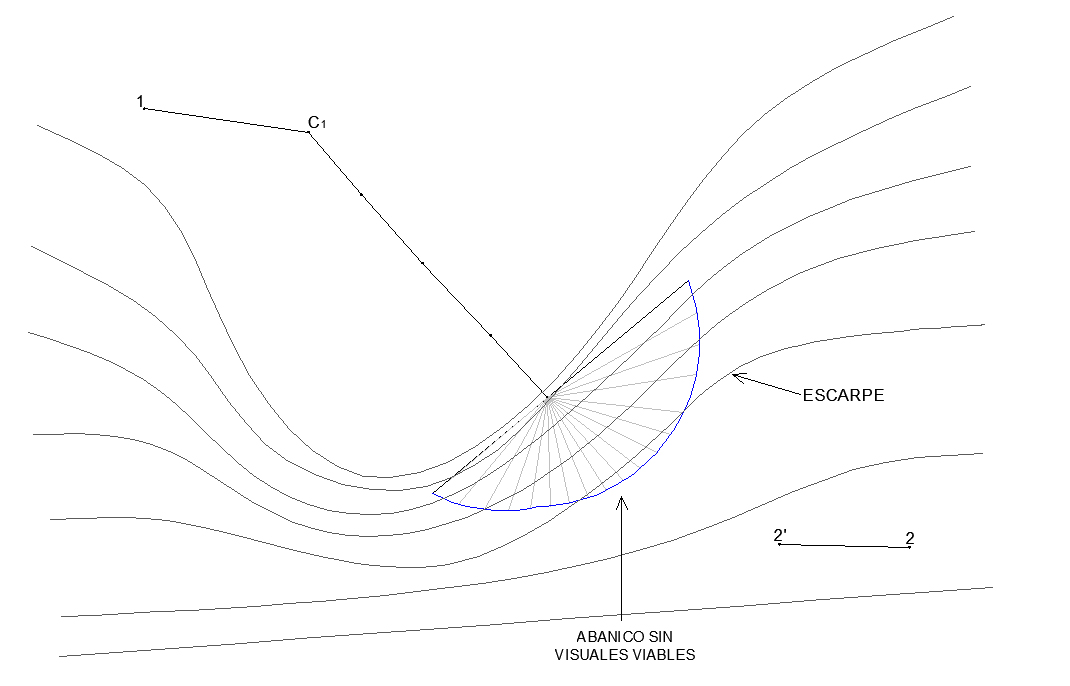 1
C1
ESCARPE
2'
2
ABANICO SIN
VISUALES VIABLES